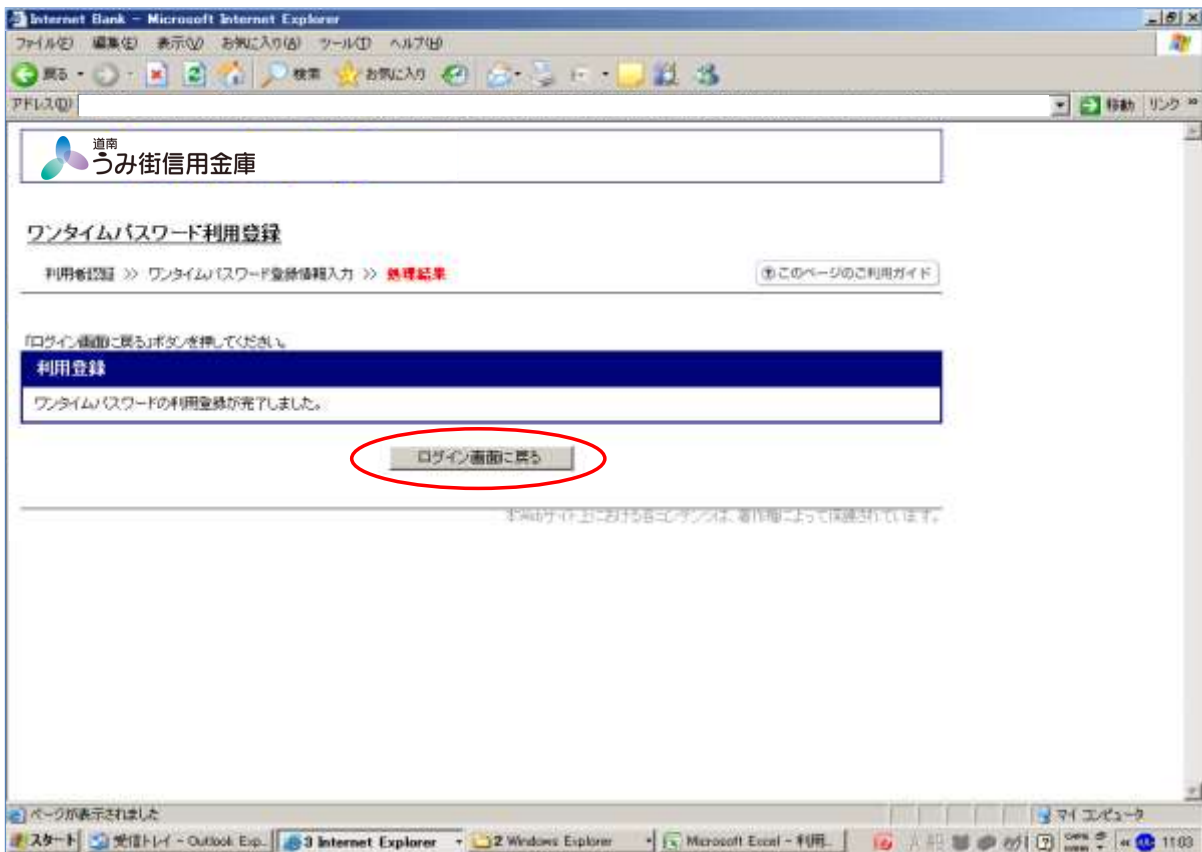 Internet Bank - Microsoft Internet Explorer
ファイル(F) 編集(E) 表示(V) お気に入り(A) ツール(T) ヘルプ(H)
戻る 検索 お気に入り
アドレス(D) 移動 リンク »
道南
うみ街信用金庫
ワンタイムパスワード利用登録
利用者認証 >> ワンタイムパスワード登録情報入力 >> 処理結果 このページのご利用ガイド
「ログイン画面に戻る」ボタンを押してください。
利用登録
ワンタイムパスワードの利用登録が完了しました。
ログイン画面に戻る
本Webサイト上における各コンテンツは、著作権によって保護されています。
ページが表示されました マイ コンピュータ
スタート 受信トレイ - Outlook Exp... 3 Internet Explorer 2 Windows Explorer Microsoft Excel - 利用... 11:03